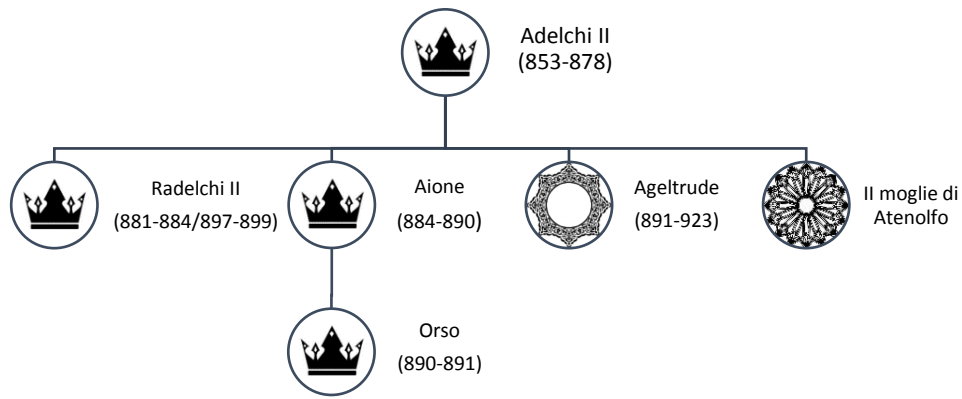 Adelchi II
(853-878)
Radelchi II
(881-884/897-899)
Aione
(884-890)
Ageltrude
(891-923)
II moglie di
Atenolfo
Orso
(890-891)